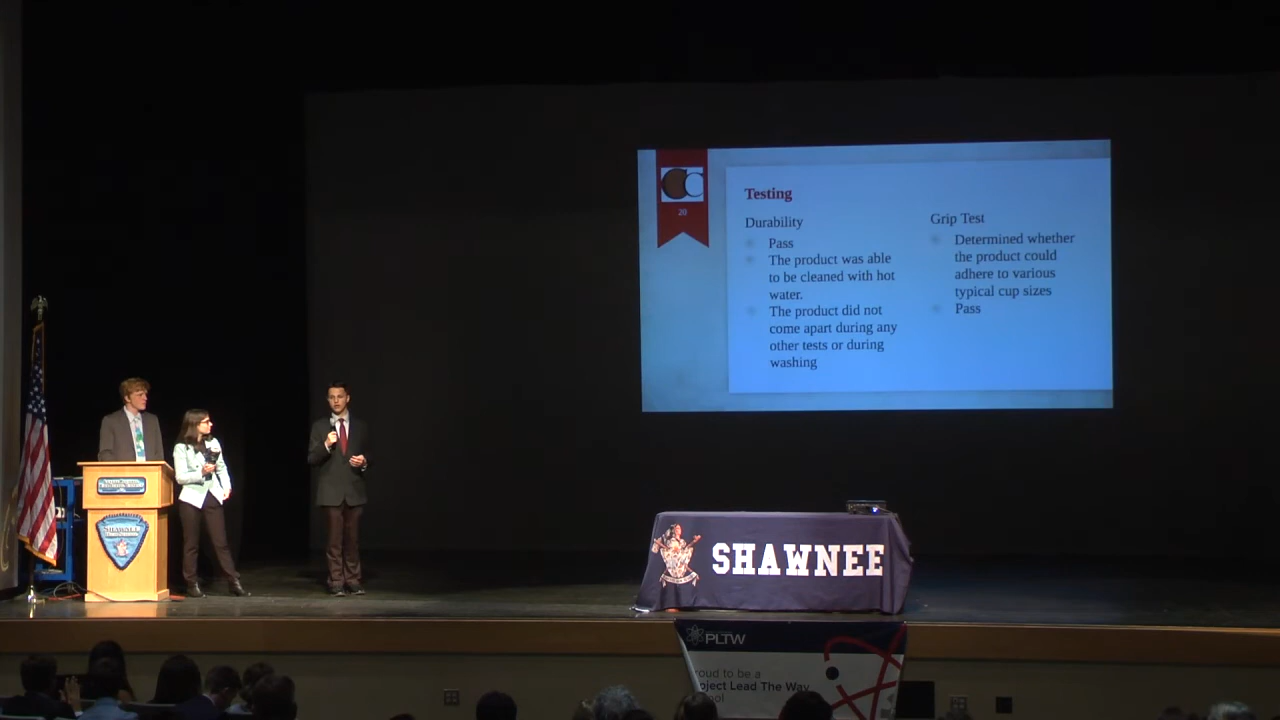 CC
20
Testing
Durability
Pass
The product was able
to be cleaned with hot
water.
The product did not
come apart during any
other tests or during
washing
Grip Test
Determined whether
the product could
adhere to various
typical cup sizes
Pass
SHAWNEE
SHAWNEE
PLTW
oud to be a
oject Lead The Way
ool